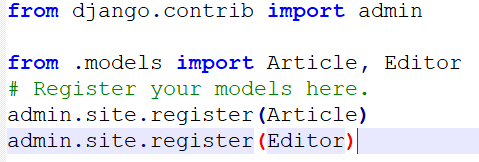 from django.contrib import admin
from .models import Article, Editor
# Register your models here.
admin.site.register(Article)
admin.site.register(Editor)